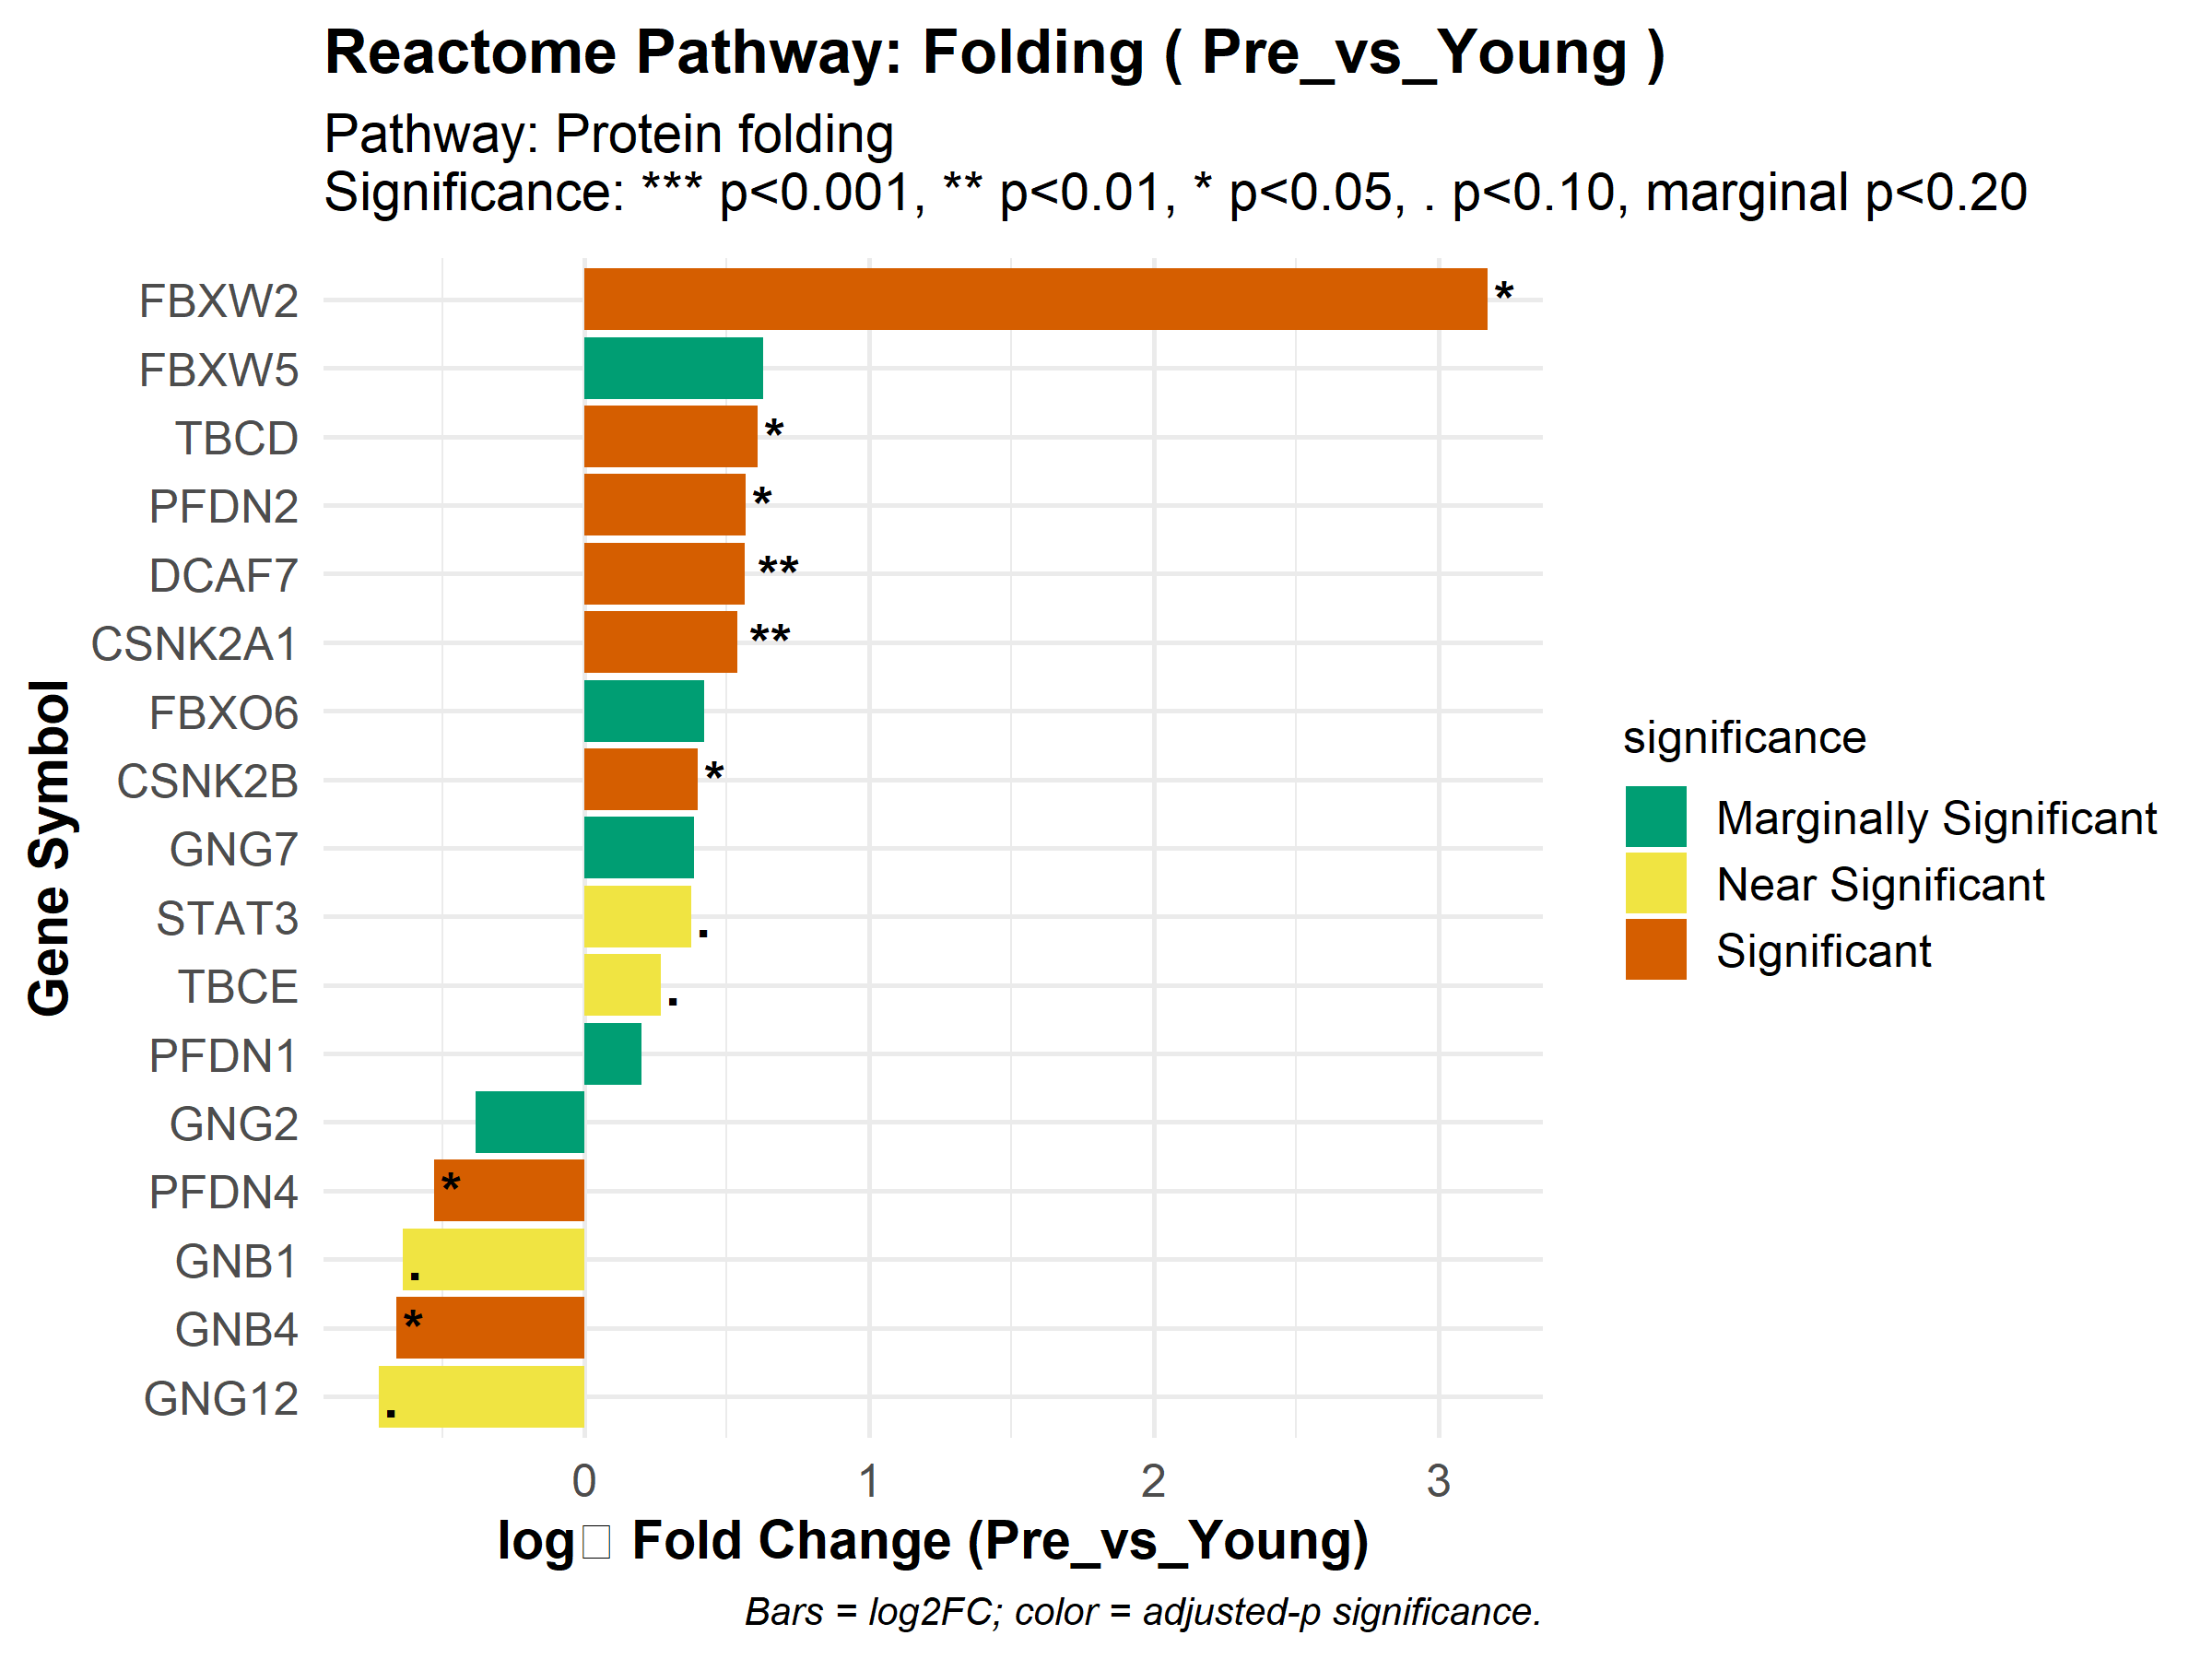 Reactome Pathway: Folding ( Pre_vs_Young )
Pathway: Protein folding
Significance: *** p<0.001, ** p<0.01, * p<0.05, . p<0.10, marginal p<0.20
Gene Symbol
FBXW2
*
FBXW5
TBCD
*
PFDN2
*
DCAF7
**
CSNK2A1
**
FBXO6
CSNK2B
*
GNG7
STAT3
.
TBCE
.
PFDN1
GNG2
PFDN4
*
GNB1
.
GNB4
*
GNG12
.
0 1 2 3
log□ Fold Change (Pre_vs_Young)
Bars = log2FC; color = adjusted-p significance.
significance
Marginally Significant
Near Significant
Significant